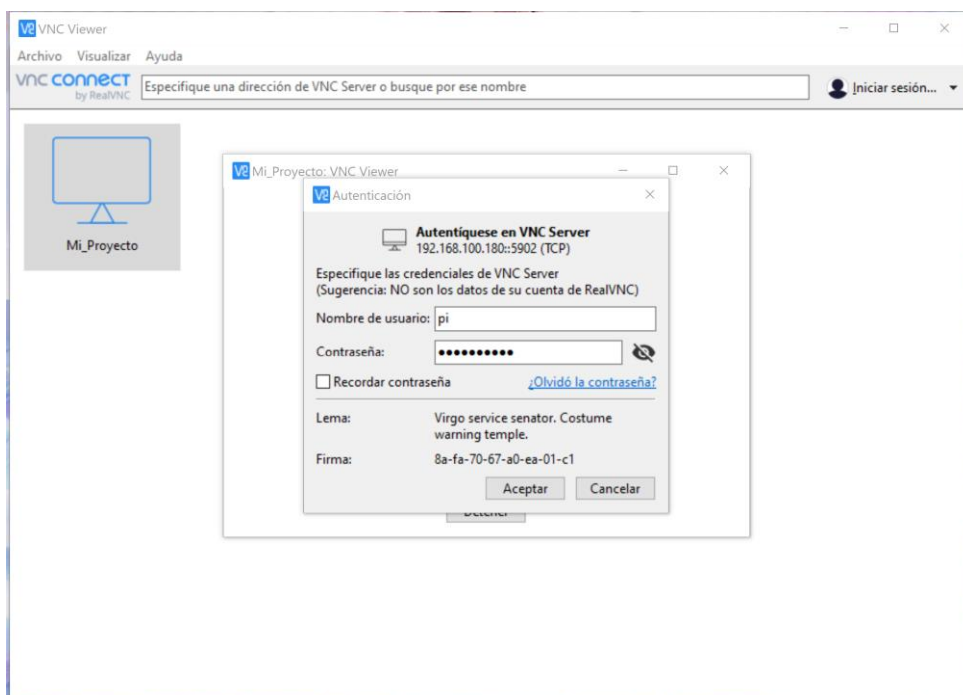 VNC Viewer
Archivo Visualizar Ayuda
vnc connect
by RealVNC
Especifique una dirección de VNC Server o busque por ese nombre
Iniciar sesión...
Mi_Proyecto
Mi_Proyecto: VNC Viewer
Autenticación
Autentíquese en VNC Server
192.168.100.180::5902 (TCP)
Especifique las credenciales de VNC Server
(Sugerencia: NO son los datos de su cuenta de RealVNC)
Nombre de usuario: pi
Contraseña: ••••••••••
Recordar contraseña ¿Olvidó la contraseña?
Lema: Virgo service senator. Costume
warning temple.
Firma: 8a-fa-70-67-a0-ea-01-c1
Aceptar Cancelar
Detener